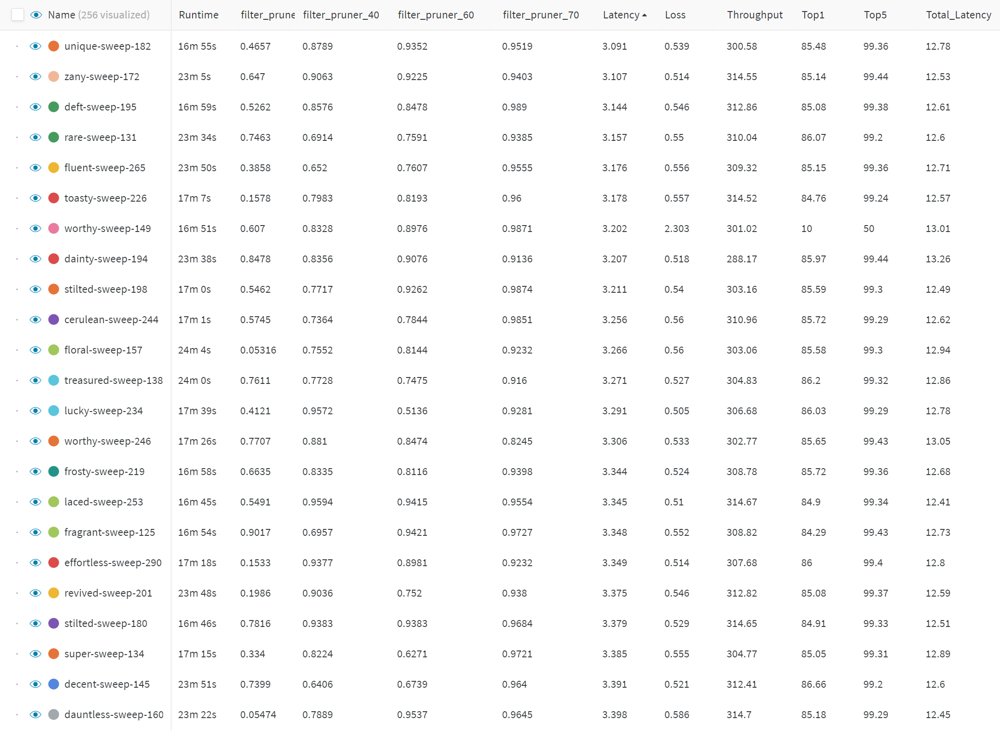 Name (256 visualized) Runtime filter_prune filter_pruner_40 filter_pruner_60 filter_pruner_70 Latency Loss Throughput Top1 Top5 Total_Latency
unique-sweep-182 16m 55s 0.4657 0.8789 0.9352 0.9519 3.091 0.539 300.58 85.48 99.36 12.78
zany-sweep-172 23m 5s 0.647 0.9063 0.9225 0.9403 3.107 0.514 314.55 85.14 99.44 12.53
deft-sweep-195 16m 59s 0.5262 0.8576 0.8478 0.989 3.144 0.546 312.86 85.08 99.38 12.61
rare-sweep-131 23m 34s 0.7463 0.6914 0.7591 0.9385 3.157 0.55 310.04 86.07 99.2 12.6
fluent-sweep-265 23m 50s 0.3858 0.652 0.7607 0.9555 3.176 0.556 309.32 85.15 99.36 12.71
toasty-sweep-226 17m 7s 0.1578 0.7983 0.8193 0.96 3.178 0.557 314.52 84.76 99.24 12.57
worthy-sweep-149 16m 51s 0.607 0.8328 0.8976 0.9871 3.202 2.303 301.02 10 50 13.01
dainty-sweep-194 23m 38s 0.8478 0.8356 0.9076 0.9136 3.207 0.518 288.17 85.97 99.44 13.26
stilted-sweep-198 17m 0s 0.5462 0.7717 0.9262 0.9874 3.211 0.54 303.16 85.59 99.3 12.49
cerulean-sweep-244 17m 1s 0.5745 0.7364 0.7844 0.9851 3.256 0.56 310.96 85.72 99.29 12.62
floral-sweep-157 24m 4s 0.05316 0.7552 0.8144 0.9232 3.266 0.56 303.06 85.58 99.3 12.94
treasured-sweep-138 24m 0s 0.7611 0.7728 0.7475 0.916 3.271 0.527 304.83 86.2 99.32 12.86
lucky-sweep-234 17m 39s 0.4121 0.9572 0.5136 0.9281 3.291 0.505 306.68 86.03 99.29 12.78
worthy-sweep-246 17m 26s 0.7707 0.881 0.8474 0.8245 3.306 0.533 302.77 85.65 99.43 13.05
frosty-sweep-219 16m 58s 0.6635 0.8335 0.8116 0.9398 3.344 0.524 308.78 85.72 99.36 12.68
laced-sweep-253 16m 45s 0.5491 0.9594 0.9415 0.9554 3.345 0.51 314.67 84.9 99.34 12.41
fragrant-sweep-125 16m 54s 0.9017 0.6957 0.9421 0.9727 3.348 0.552 308.82 84.29 99.43 12.73
effortless-sweep-290 17m 18s 0.1533 0.9377 0.8981 0.9232 3.349 0.514 307.68 86 99.4 12.8
revived-sweep-201 23m 48s 0.1986 0.9036 0.752 0.938 3.375 0.546 312.82 85.08 99.37 12.59
stilted-sweep-180 16m 46s 0.7816 0.9383 0.9383 0.9684 3.379 0.529 314.65 84.91 99.33 12.51
super-sweep-134 17m 15s 0.334 0.8224 0.6271 0.9721 3.385 0.555 304.77 85.05 99.31 12.89
decent-sweep-145 23m 51s 0.7399 0.6406 0.6739 0.964 3.391 0.521 312.41 86.66 99.2 12.6
dauntless-sweep-160 23m 22s 0.05474 0.7889 0.9537 0.9645 3.398 0.586 314.7 85.18 99.29 12.45